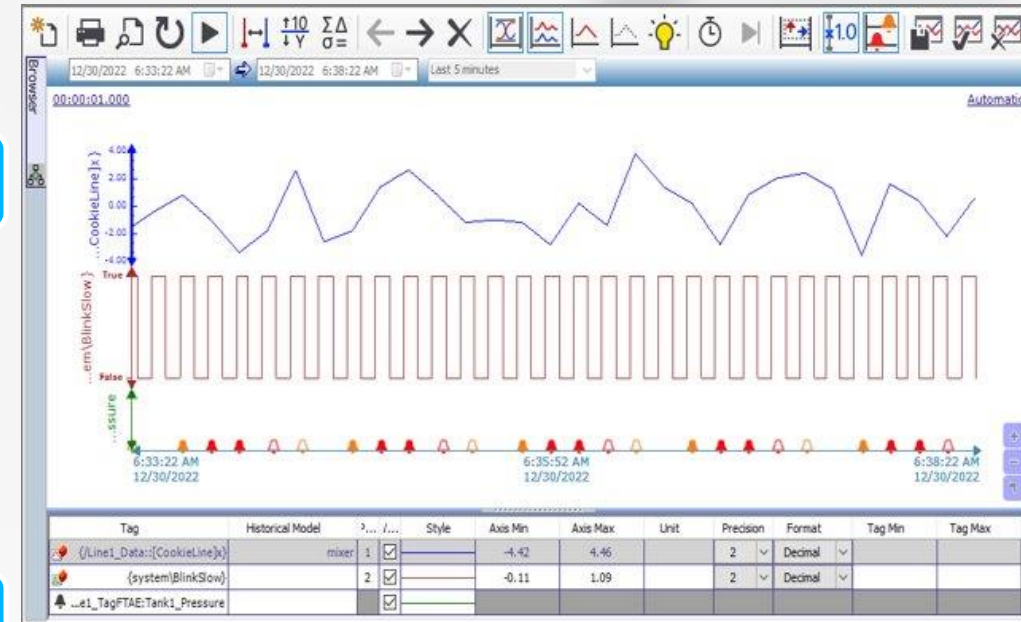 ↑10
↓Y
ΣΔ
σ=
1.0
12/30/2022 6:33:22 AM
12/30/2022 6:38:22 AM
Last 5 minutes
Browser
00:00:01.000
Automatic
...CookieLine]x }
4.00
2.00
0.00
-2.00
-4.00
...em\BlinkSlow }
True
False
...ssure
6:33:22 AM
12/30/2022
6:35:52 AM
12/30/2022
6:38:22 AM
12/30/2022
Tag Historical Model Style Axis Min Axis Max Unit Precision Format Tag Min Tag Max
{/Line1_Data::[CookieLine]x} mixer 1 -4.42 4.46 2 Decimal
{system\BlinkSlow} 2 -0.11 1.09 2 Decimal
...e1_TagFTAE:Tank1_Pressure